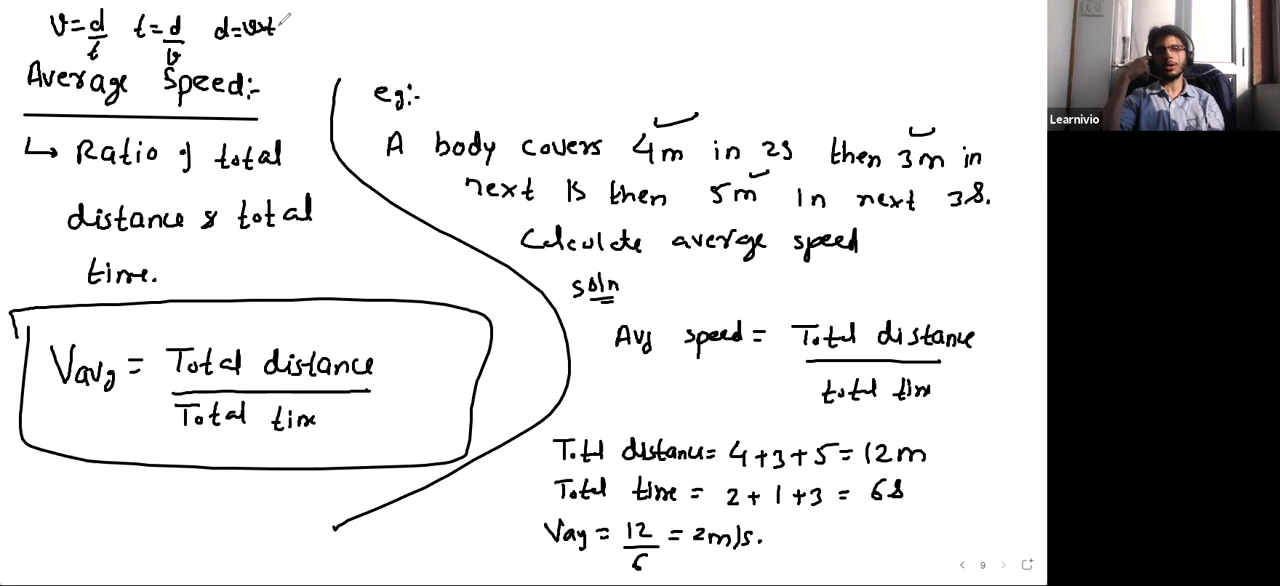 v=d/t t=d/v d=v×t
Average Speed:-
↳ Ratio of total
distance & total
time.
Vavg = Total distance / Total time
eg:-
A body covers 4m in 2s then 3m in
next 1s then 5m in next 3s.
Calculate average speed
soln
Avg speed = Total distance / total time
Total distance = 4+3+5=12m
Total time = 2+1+3 = 6s
Vav = 12/6 = 2m/s.
Learnivio
9